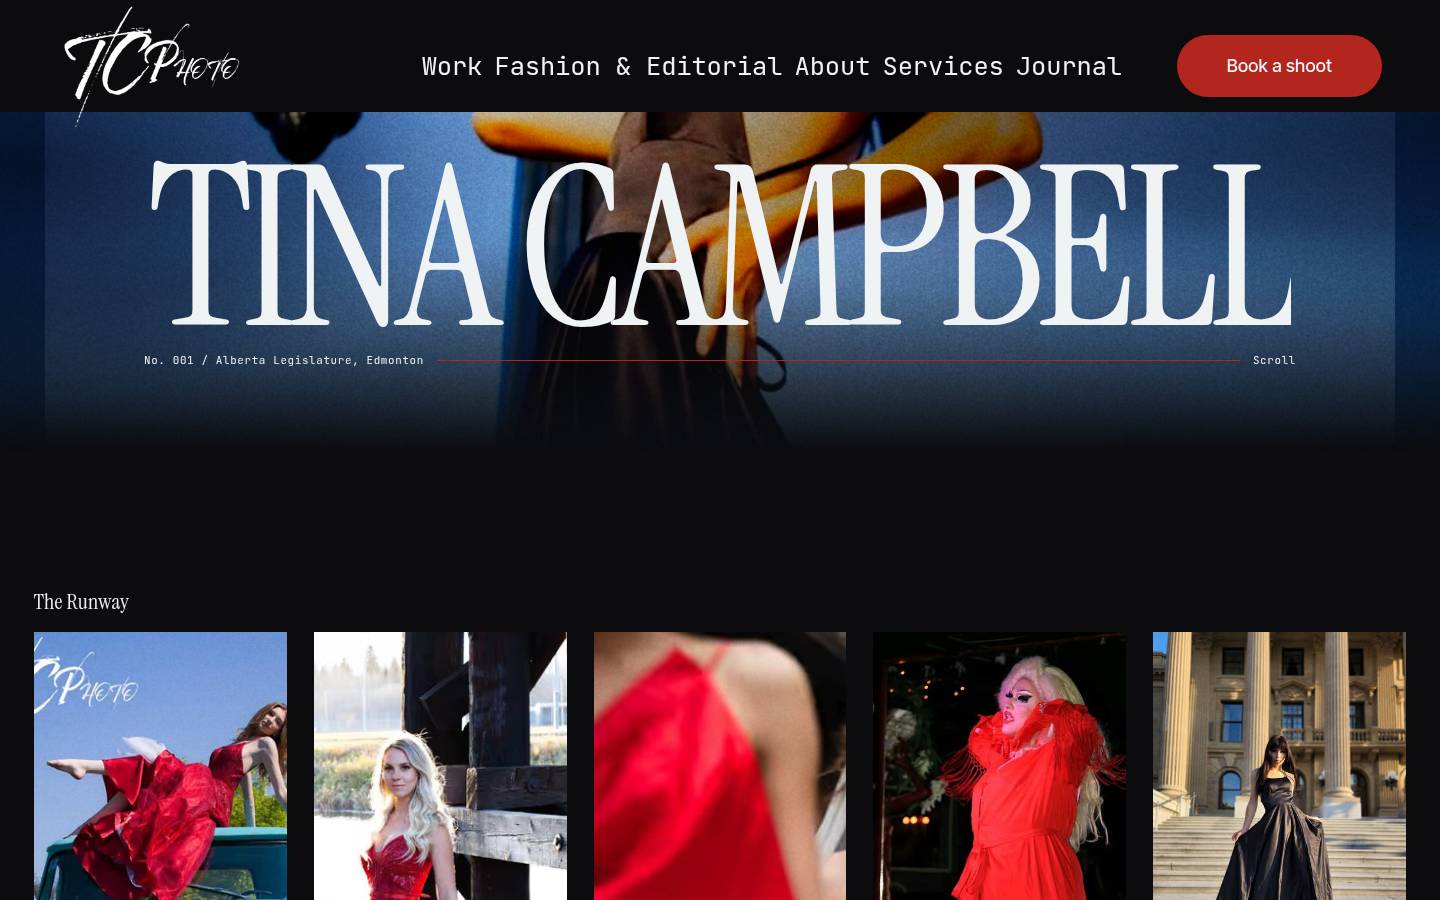 TCPHOTO
Work Fashion & Editorial About Services Journal
Book a shoot
TINA CAMPBELL
No. 001 / Alberta Legislature, Edmonton
Scroll
The Runway
CPHOTO